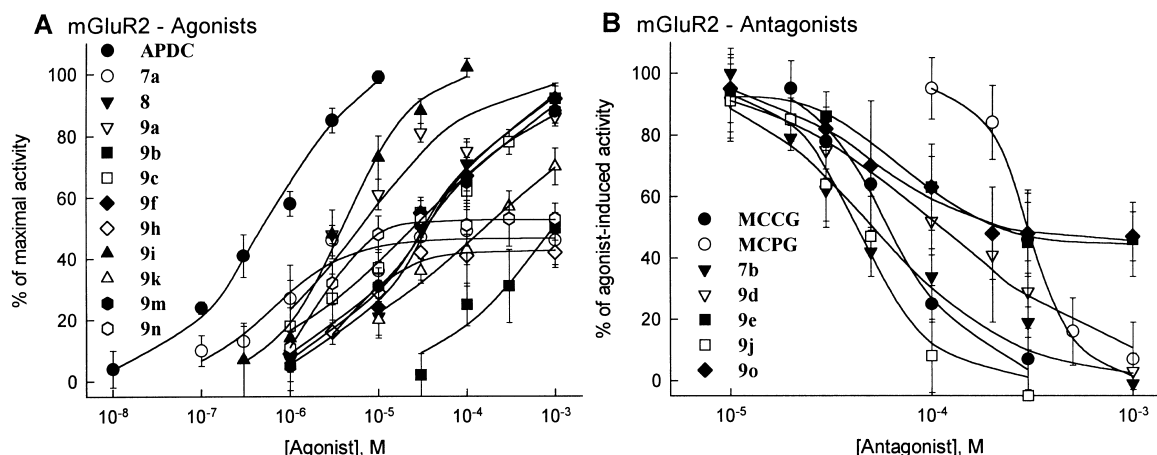 A mGluR2 - Agonists
% of maximal activity
100
80
60
40
20
0
APDC
7a
8
9a
9b
9c
9f
9h
9i
9k
9m
9n
10-8 10-7 10-6 10-5 10-4 10-3
[Agonist], M
B mGluR2 - Antagonists
% of agonist-induced activity
100
80
60
40
20
0
MCCG
MCPG
7b
9d
9e
9j
9o
10-5 10-4 10-3
[Antagonist], M